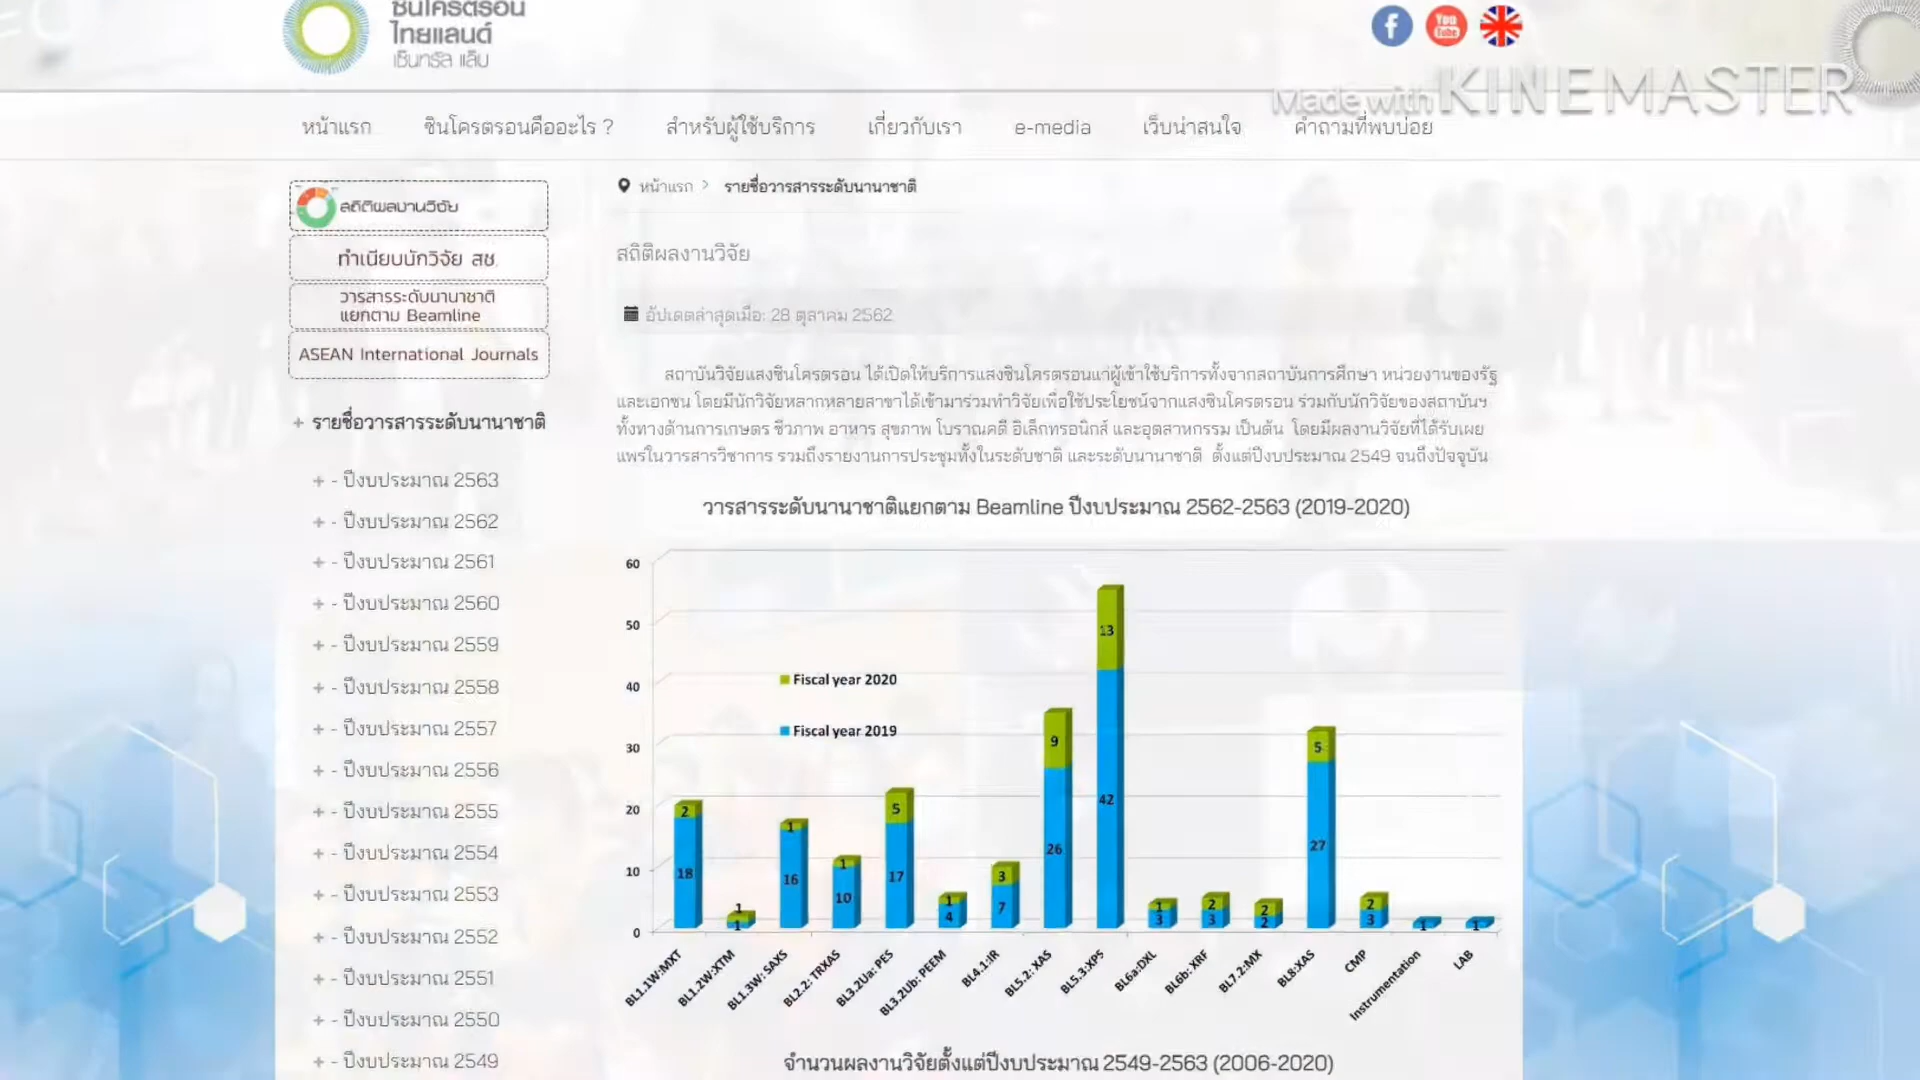 ซินโครตรอน
ไทยแลนด์
เซ็นทรัล แล็บ
Made with KINEMASTER
หน้าแรก ซินโครตรอนคืออะไร ? สำหรับผู้ใช้บริการ เกี่ยวกับเรา e-media เว็บน่าสนใจ คำถามที่พบบ่อย
หน้าแรก > รายชื่อวารสารระดับนานาชาติ
สถิติผลงานวิจัย
ทำเนียบนักวิจัย สซ.
วารสารระดับนานาชาติ
แยกตาม Beamline
ASEAN International Journals
+ รายชื่อวารสารระดับนานาชาติ
+ - ปีงบประมาณ 2563
+ - ปีงบประมาณ 2562
+ - ปีงบประมาณ 2561
+ - ปีงบประมาณ 2560
+ - ปีงบประมาณ 2559
+ - ปีงบประมาณ 2558
+ - ปีงบประมาณ 2557
+ - ปีงบประมาณ 2556
+ - ปีงบประมาณ 2555
+ - ปีงบประมาณ 2554
+ - ปีงบประมาณ 2553
+ - ปีงบประมาณ 2552
+ - ปีงบประมาณ 2551
+ - ปีงบประมาณ 2550
+ - ปีงบประมาณ 2549
สถิติผลงานวิจัย
อัปเดตล่าสุดเมื่อ: 28 ตุลาคม 2562
สถาบันวิจัยแสงซินโครตรอน ได้เปิดให้บริการแสงซินโครตรอนแก่ผู้เข้าใช้บริการทั้งจากสถาบันการศึกษา หน่วยงานของรัฐ
และเอกชน โดยมีนักวิจัยหลากหลายสาขาได้เข้ามาร่วมทำวิจัยเพื่อใช้ประโยชน์จากแสงซินโครตรอน ร่วมกับนักวิจัยของสถาบันฯ
ทั้งทางด้านการเกษตร ชีวภาพ อาหาร สุขภาพ โบราณคดี อิเล็กทรอนิกส์ และอุตสาหกรรม เป็นต้น โดยมีผลงานวิจัยที่ได้รับเผย
แพร่ในวารสารวิชาการ รวมถึงรายงานการประชุมทั้งในระดับชาติ และระดับนานาชาติ ตั้งแต่ปีงบประมาณ 2549 จนถึงปัจจุบัน
วารสารระดับนานาชาติแยกตาม Beamline ปีงบประมาณ 2562-2563 (2019-2020)
60
50
40
30
20
10
0
Fiscal year 2020
Fiscal year 2019
2 1 1 1 5 1 3 9 13 1 2 2 5 2
18 1 16 10 17 4 7 26 42 3 3 2 27 3 1 1
BL1.1W:MXT BL1.2W:XTM BL1.3W: SAXS BL2.2: TRXAS BL3.2Ua: PES BL3.2Ub: PEEM BL4.1:IR BL5.2: XAS BL5.3:XPS BL6a:DXL BL6b: XRF BL7.2:MX BL8:XAS CMP Instrumentation LAB
จำนวนผลงานวิจัยตั้งแต่ปีงบประมาณ 2549-2563 (2006-2020)